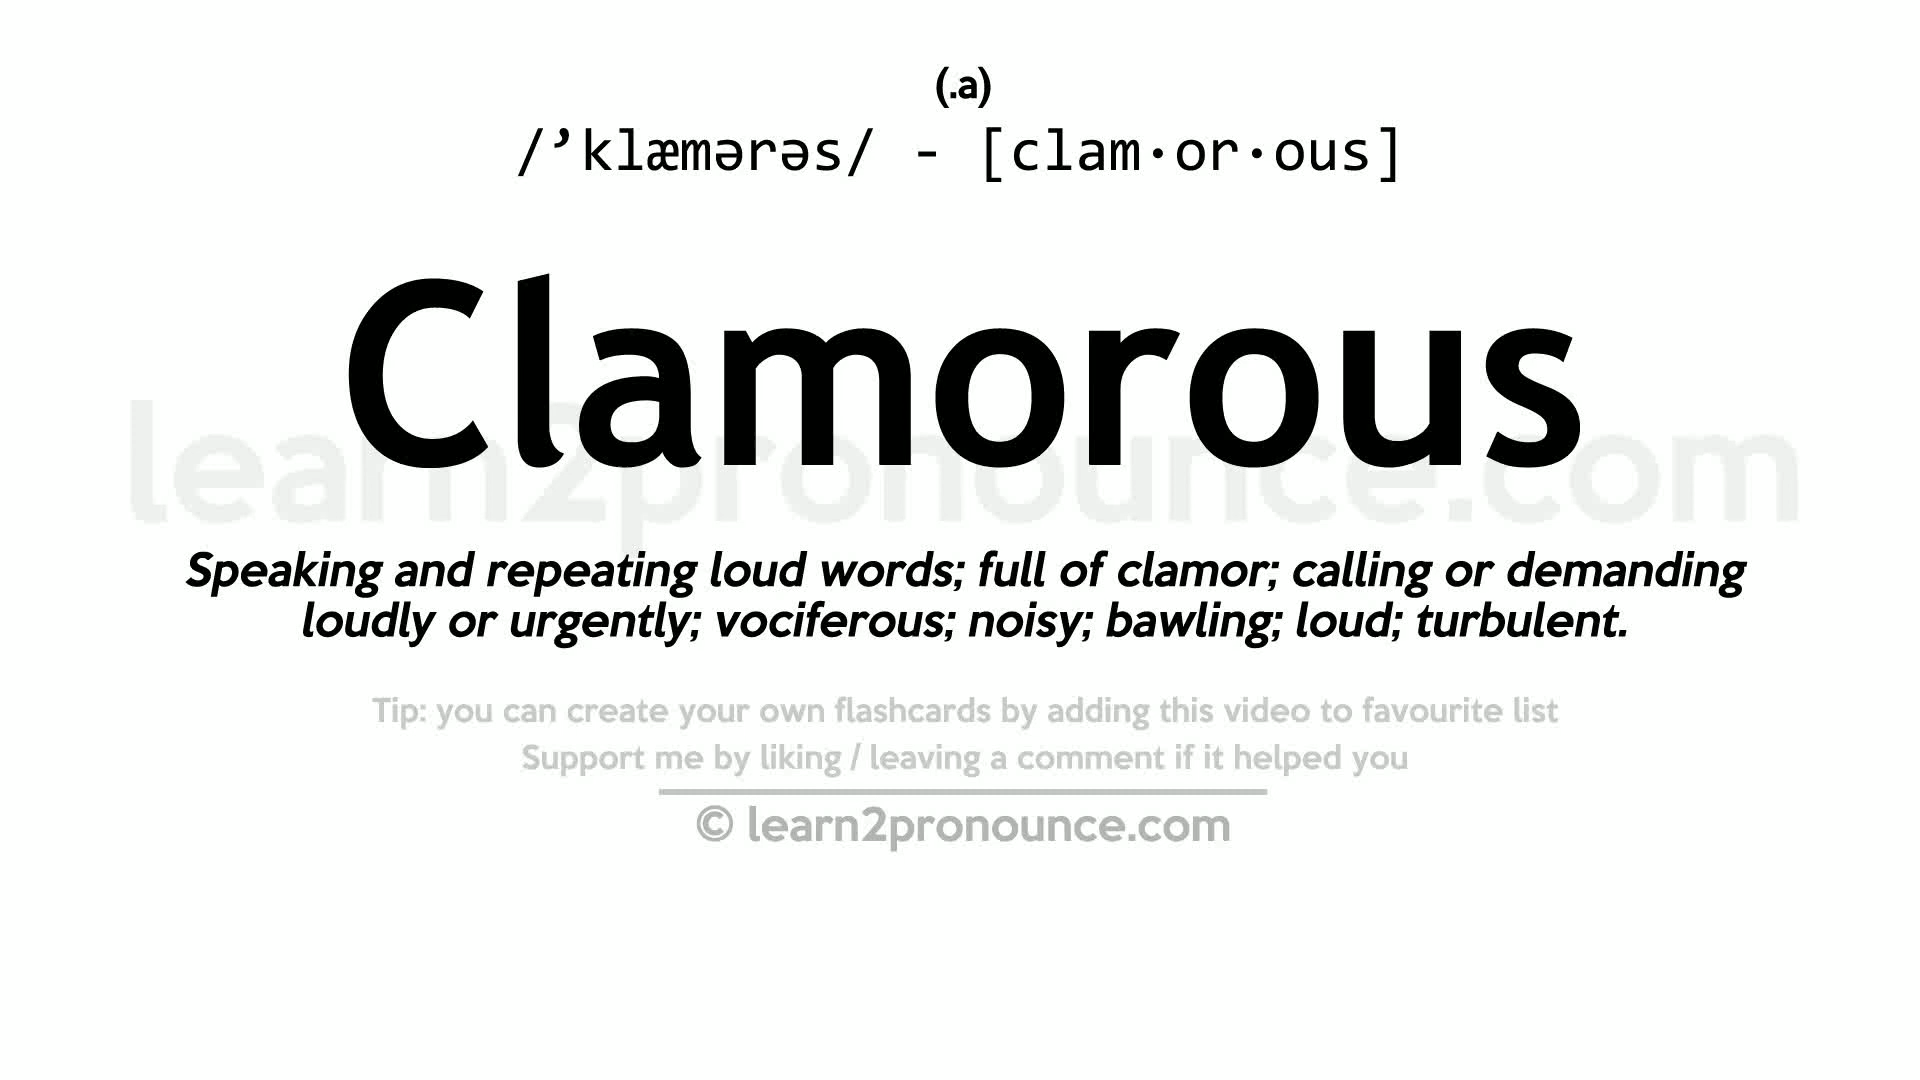 (.a)
/’klæmərəs/ - [clam·or·ous]
Clamorous
learn2pronounce.com
Speaking and repeating loud words; full of clamor; calling or demanding
loudly or urgently; vociferous; noisy; bawling; loud; turbulent.
Tip: you can create your own flashcards by adding this video to favourite list
Support me by liking / leaving a comment if it helped you
© learn2pronounce.com